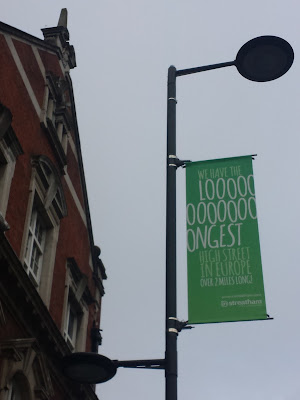 WE HAVE THE
LOOOOO
OOOOOOO
ONGEST
HIGH STREET
IN EUROPE
OVER 2 MILES LONG!
streatham